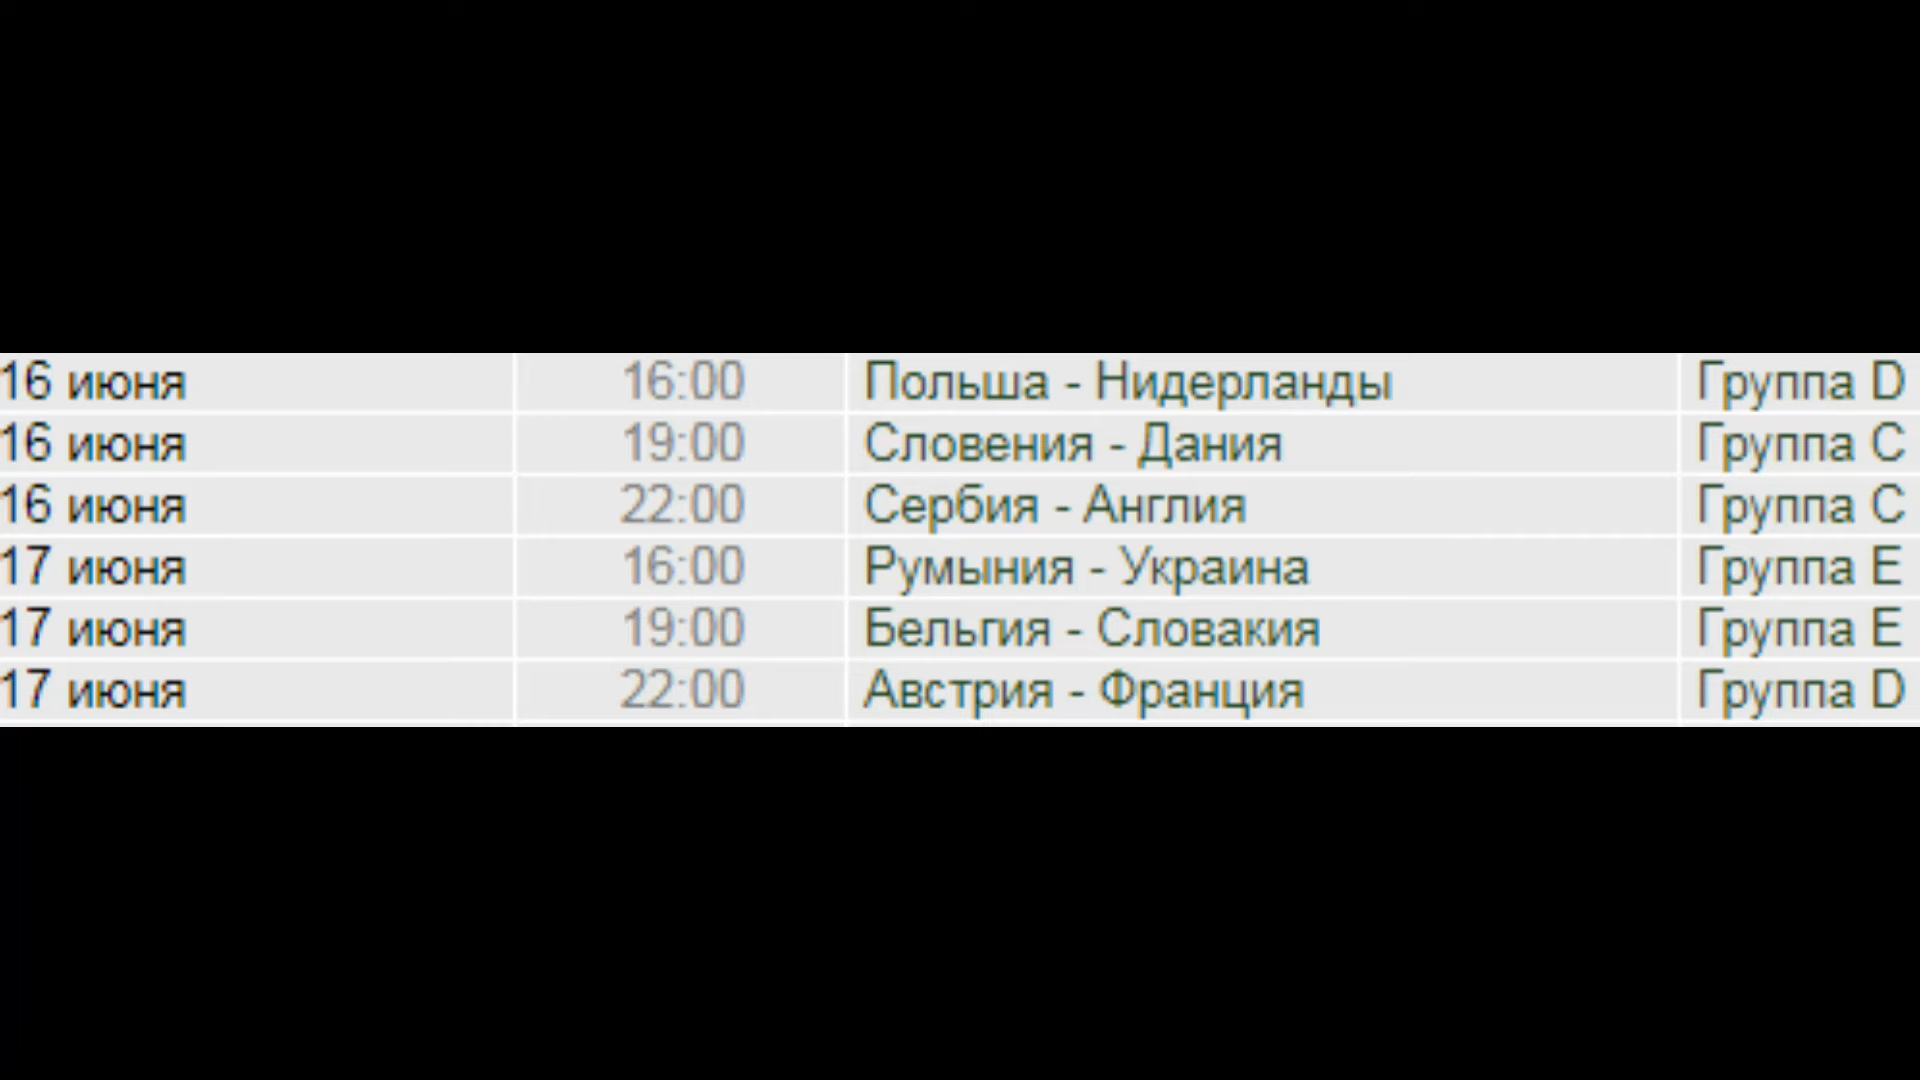 16 июня 16:00 Польша - Нидерланды Группа D
16 июня 19:00 Словения - Дания Группа C
16 июня 22:00 Сербия - Англия Группа C
17 июня 16:00 Румыния - Украина Группа E
17 июня 19:00 Бельгия - Словакия Группа E
17 июня 22:00 Австрия - Франция Группа D